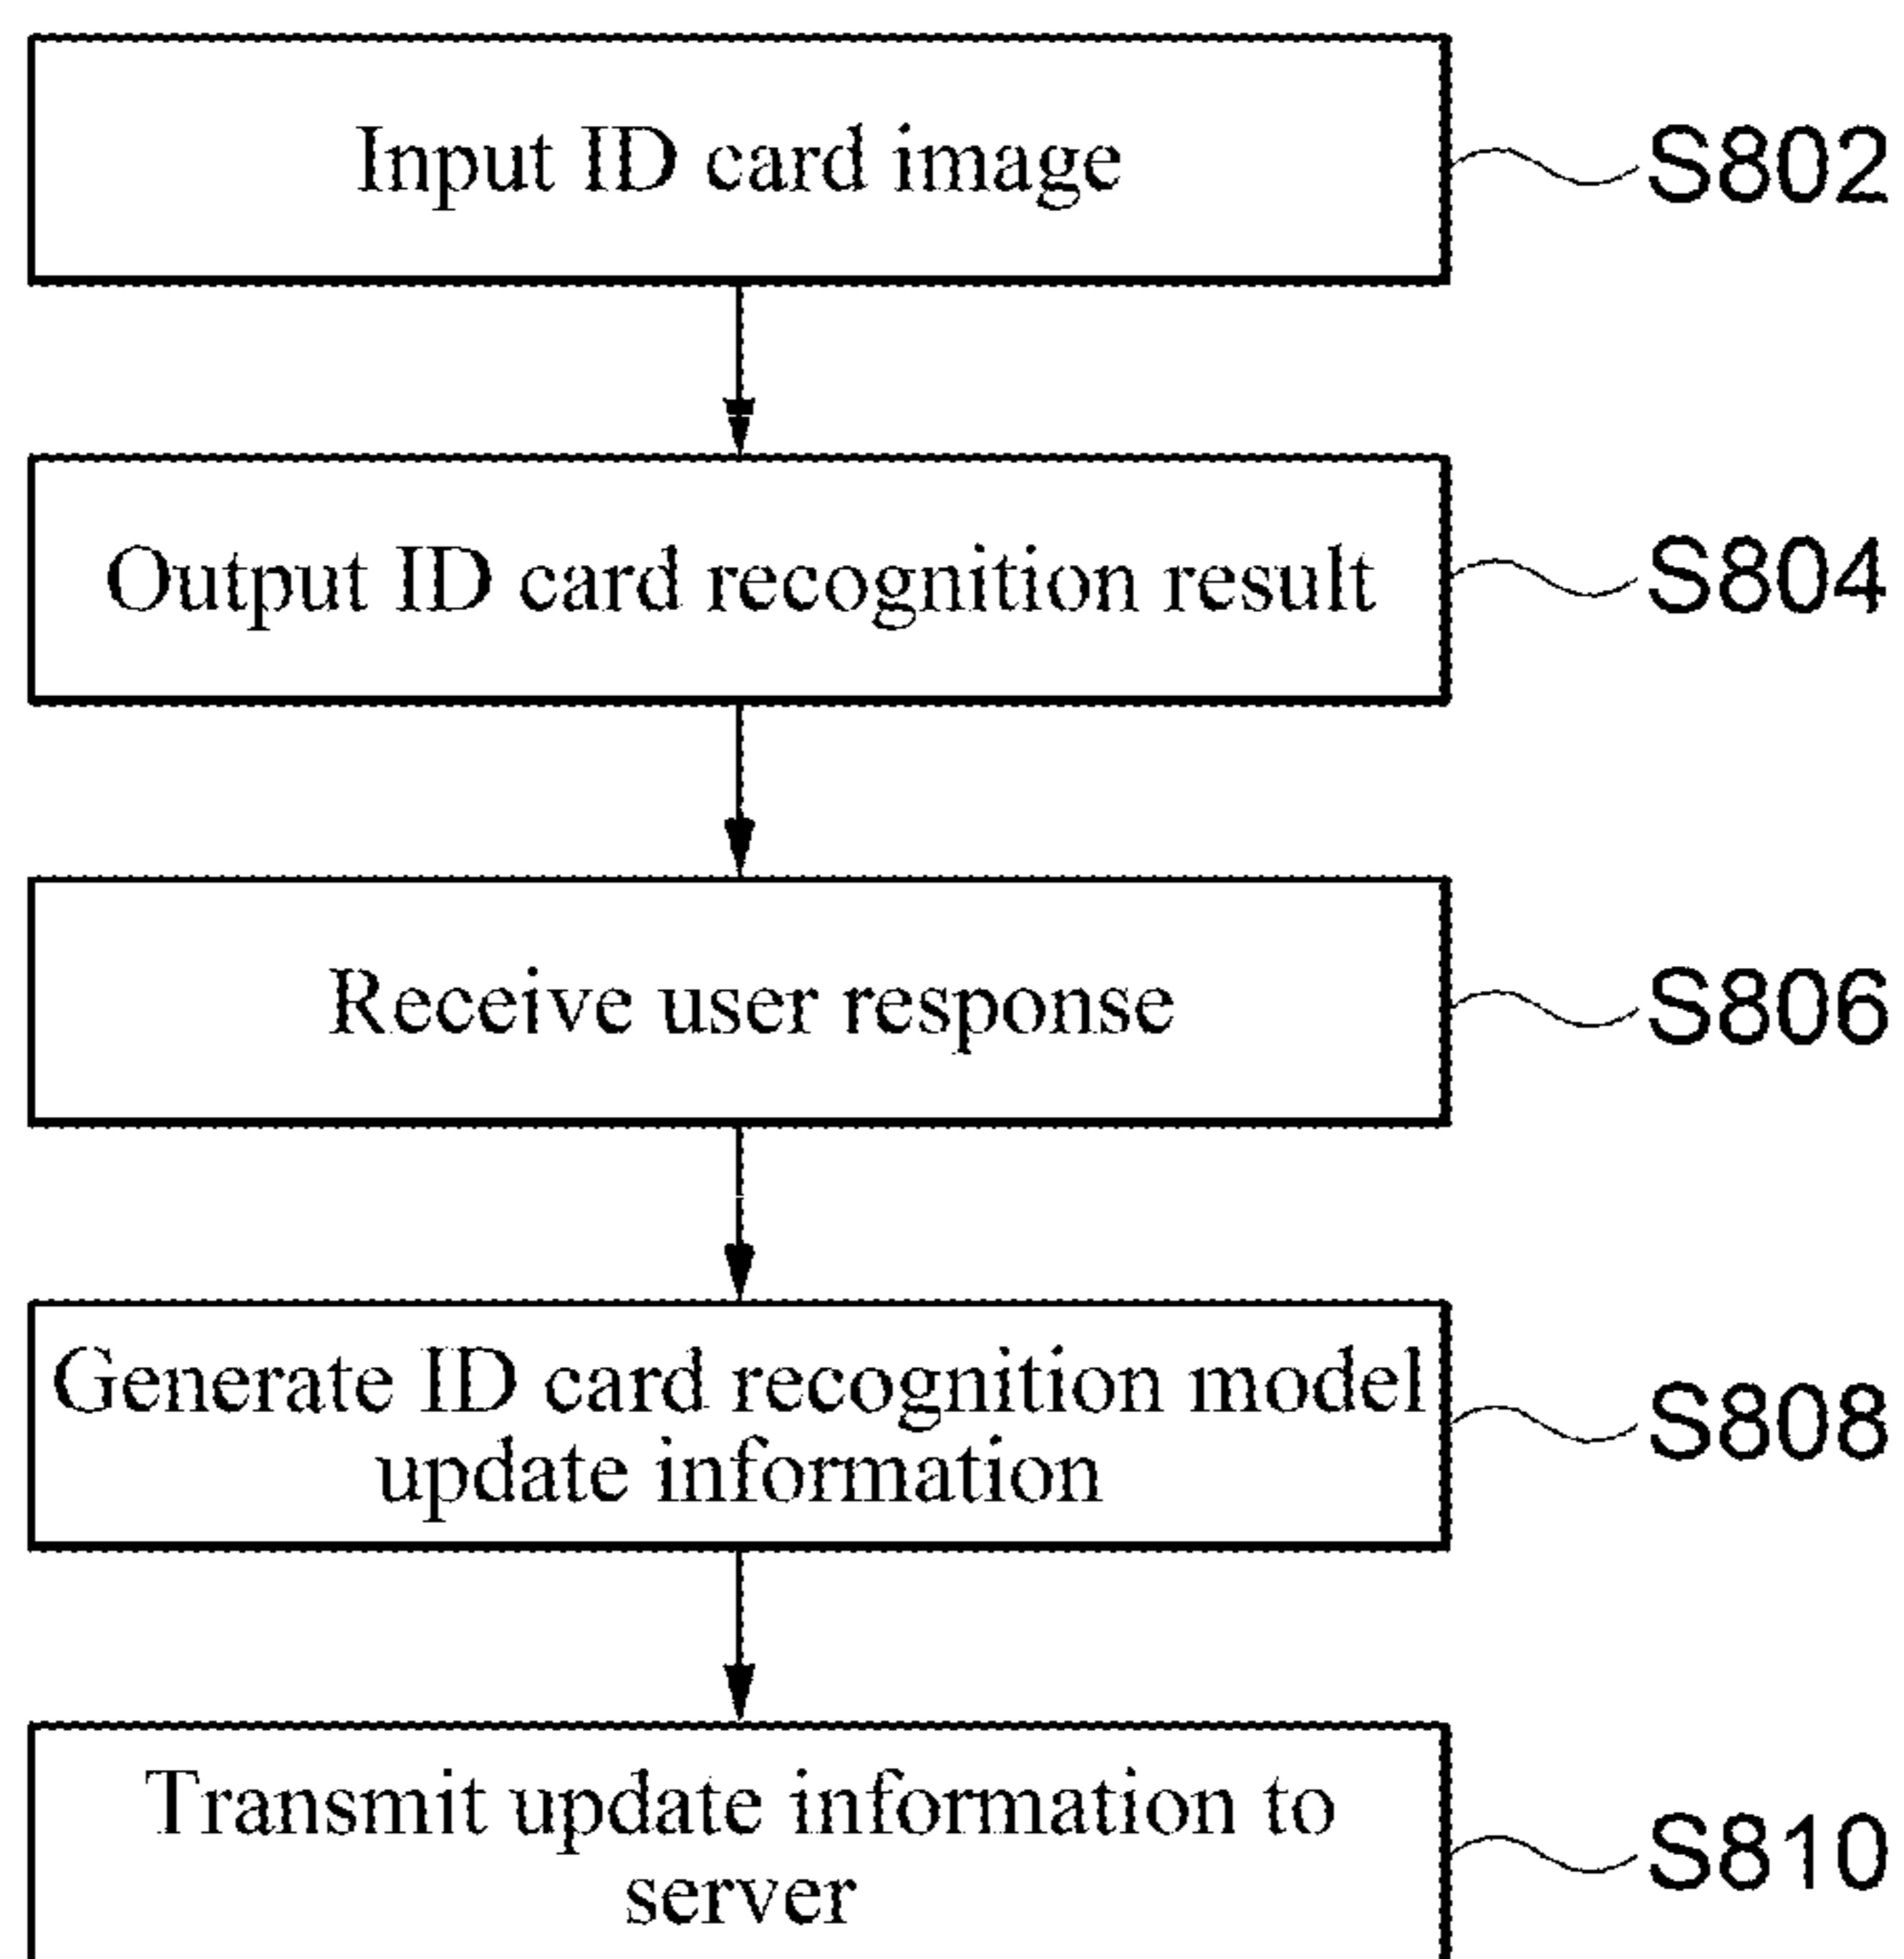 Input ID card image
S802
Output ID card recognition result
S804
Receive user response
S806
Generate ID card recognition model
update information
S808
Transmit update information to
server
S810